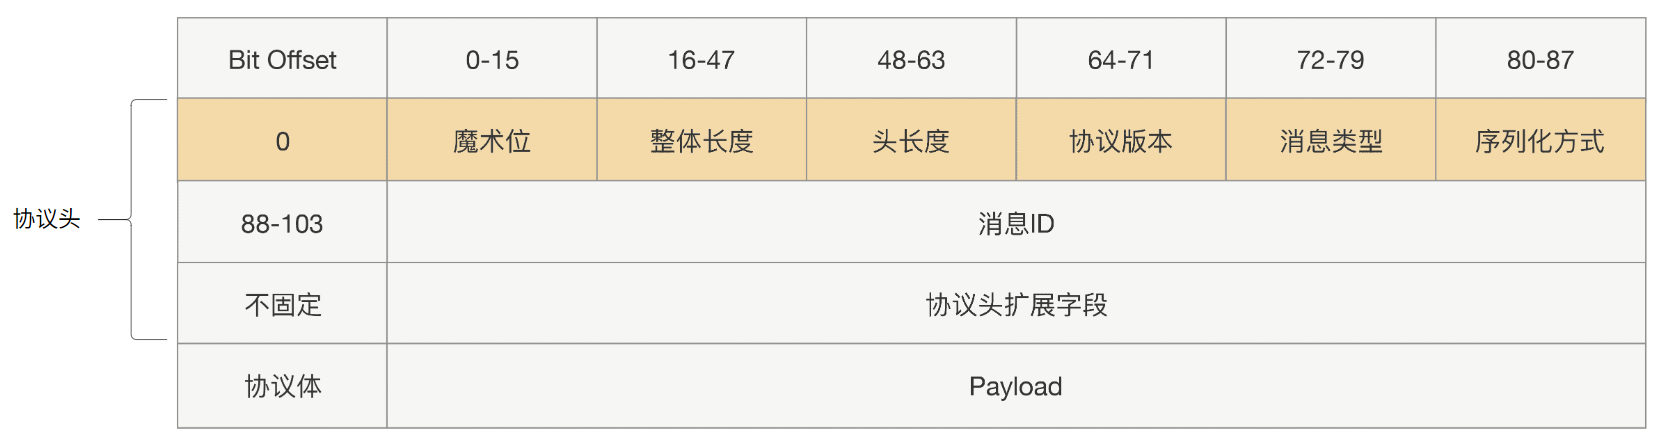 Bit Offset 0-15 16-47 48-63 64-71 72-79 80-87
0 魔术位 整体长度 头长度 协议版本 消息类型 序列化方式
协议头
88-103 消息ID
不固定 协议头扩展字段
协议体 Payload